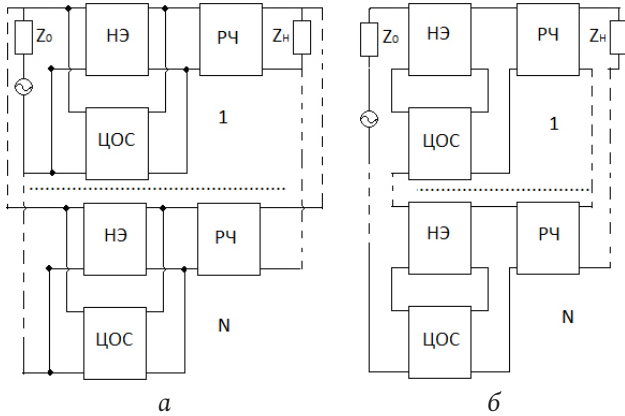 Z₀ НЭ РЧ Zн Z₀ НЭ РЧ Zн
ЦОС 1 ЦОС 1
НЭ РЧ НЭ РЧ
ЦОС N ЦОС N
а б